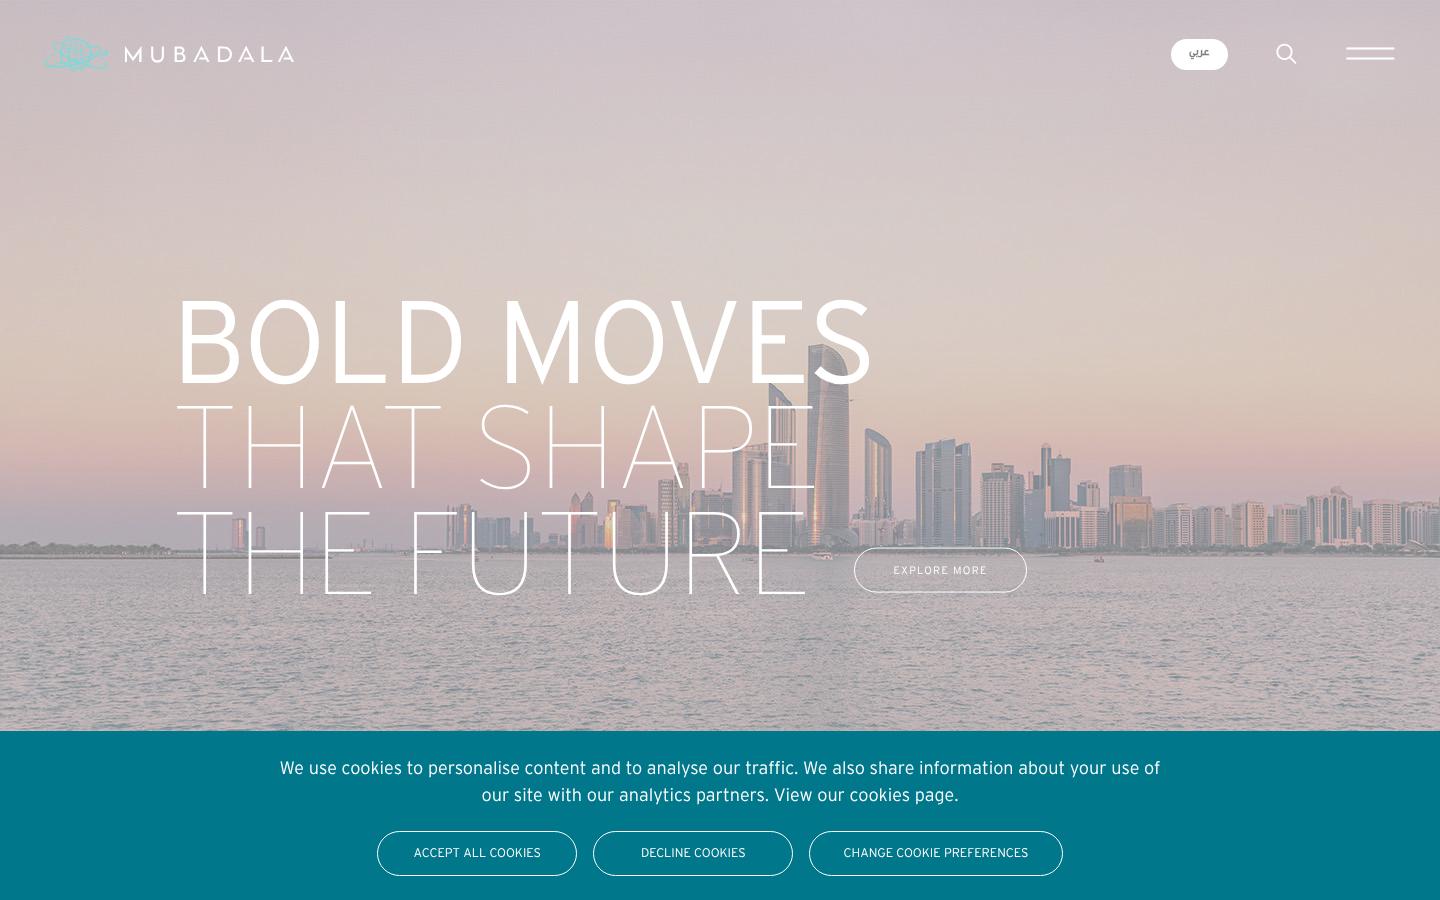 MUBADALA
عربي
BOLD MOVES
THAT SHAPE
THE FUTURE
EXPLORE MORE
We use cookies to personalise content and to analyse our traffic. We also share information about your use of
our site with our analytics partners. View our cookies page.
ACCEPT ALL COOKIES
DECLINE COOKIES
CHANGE COOKIE PREFERENCES